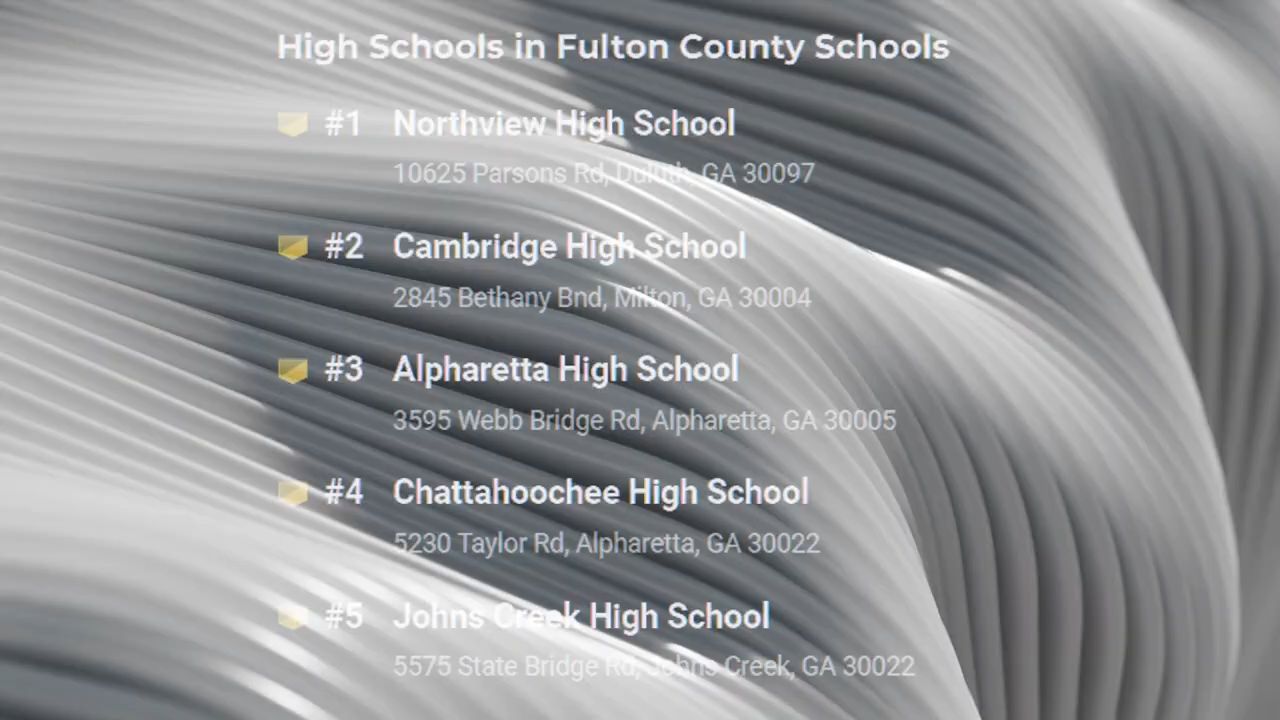 High Schools in Fulton County Schools
#1 Northview High School
10625 Parsons Rd, Duluth, GA 30097
#2 Cambridge High School
2845 Bethany Bnd, Milton, GA 30004
#3 Alpharetta High School
3595 Webb Bridge Rd, Alpharetta, GA 30005
#4 Chattahoochee High School
5230 Taylor Rd, Alpharetta, GA 30022
#5 Johns Creek High School
5575 State Bridge Rd, Johns Creek, GA 30022